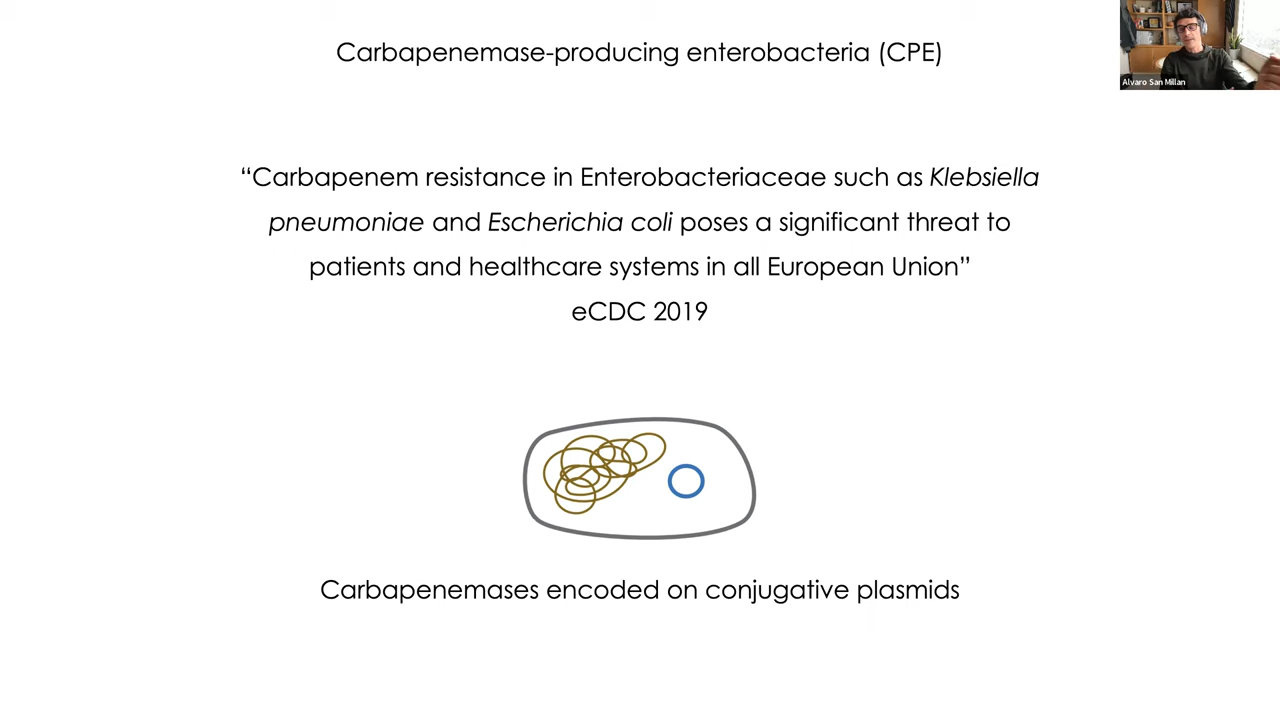 Carbapenemase-producing enterobacteria (CPE)
Alvaro San Millan
“Carbapenem resistance in Enterobacteriaceae such as Klebsiella
pneumoniae and Escherichia coli poses a significant threat to
patients and healthcare systems in all European Union”
eCDC 2019
Carbapenemases encoded on conjugative plasmids